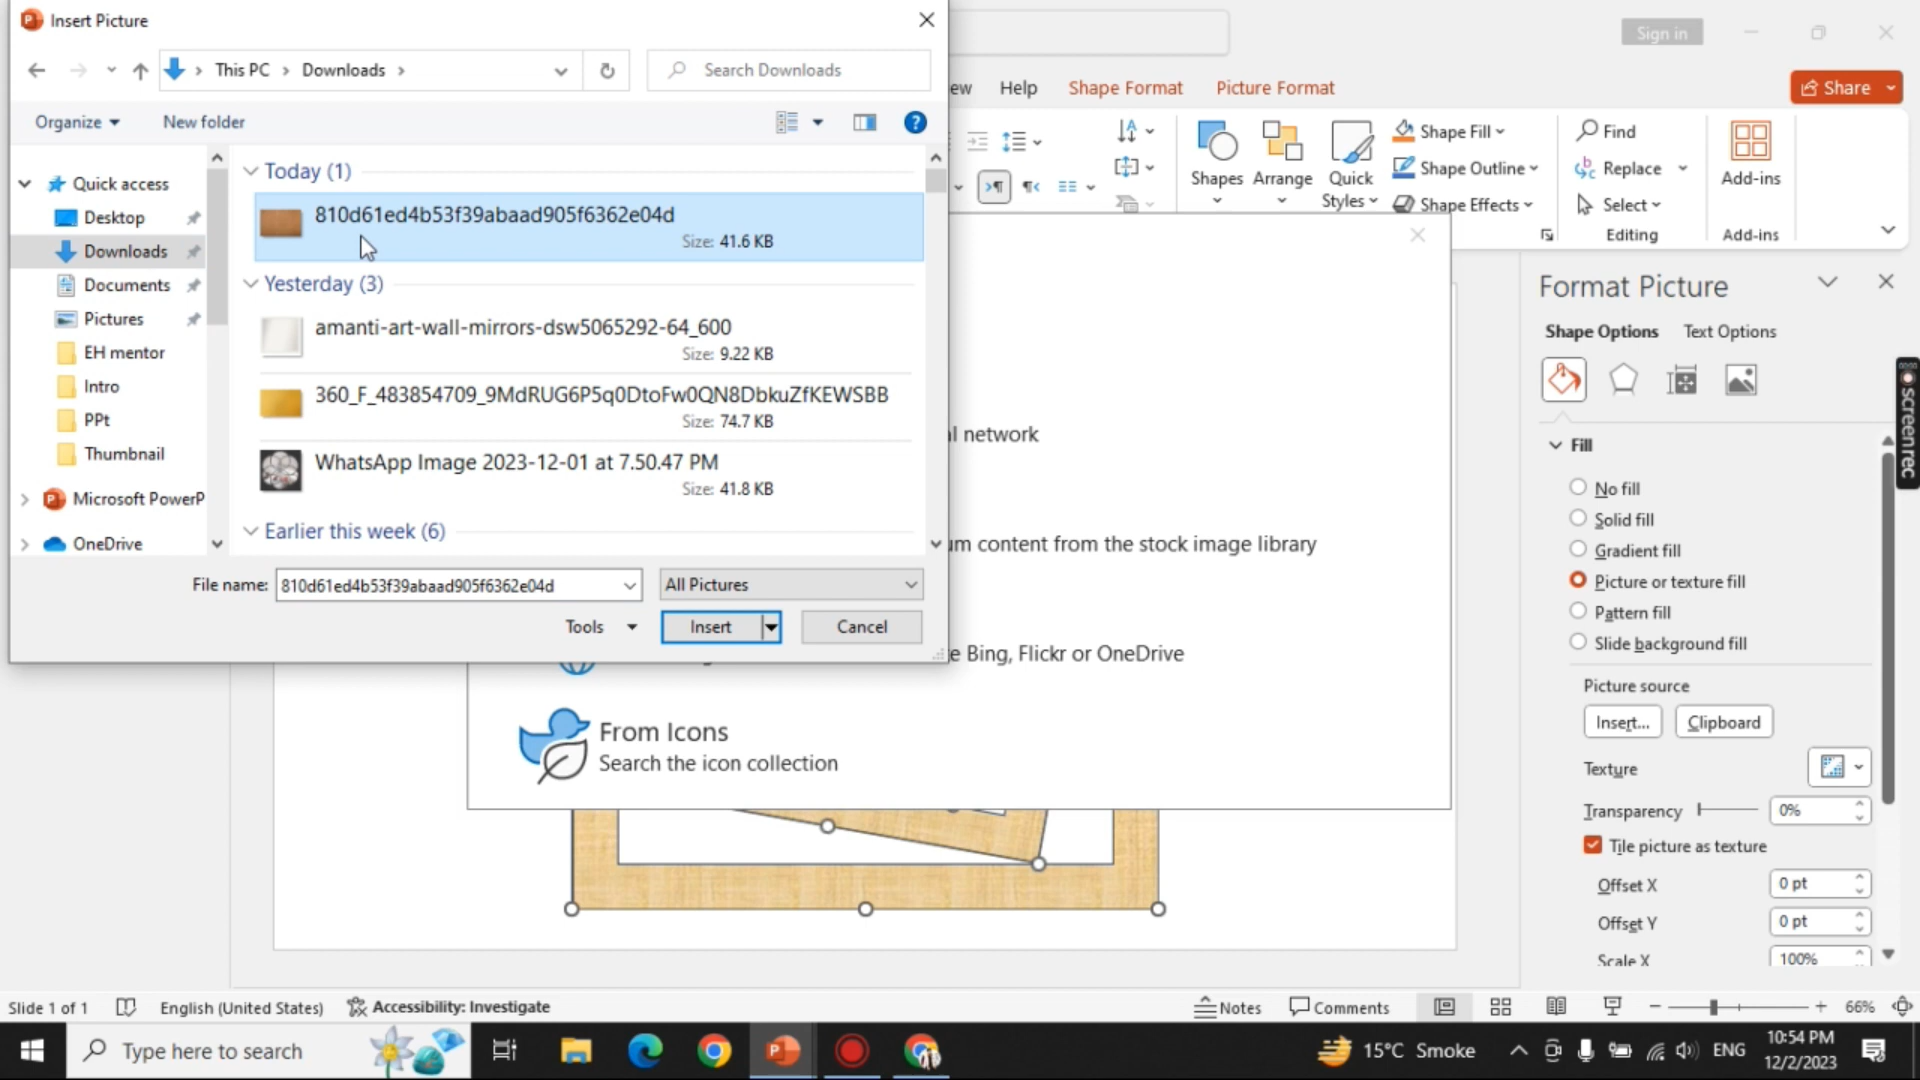 Insert Picture
This PC
Downloads
Search Downloads
Organize
New folder
Quick access
Desktop
Downloads
Documents
Pictures
EH mentor
Intro
PPt
Thumbnail
Microsoft PowerP
OneDrive
Today (1)
810d61ed4b53f39abaad905f6362e04d
Size: 41.6 KB
Yesterday (3)
amanti-art-wall-mirrors-dsw5065292-64_600
Size: 9.22 KB
360_F_483854709_9MdRUG6P5q0DtoFw0QN8DbkuZfKEWSBB
Size: 74.7 KB
WhatsApp Image 2023-12-01 at 7.50.47 PM
Size: 41.8 KB
Earlier this week (6)
File name: 810d61ed4b53f39abaad905f6362e04d
All Pictures
Tools
Insert
Cancel
Sign in
ew
Help
Shape Format
Picture Format
Share
Shapes
Arrange
Quick
Styles
Shape Fill
Shape Outline
Shape Effects
Find
Replace
Select
Editing
Add-ins
Add-ins
l network
um content from the stock image library
e Bing, Flickr or OneDrive
From Icons
Search the icon collection
Format Picture
Shape Options
Text Options
Fill
No fill
Solid fill
Gradient fill
Picture or texture fill
Pattern fill
Slide background fill
Picture source
Insert...
Clipboard
Texture
Transparency
0%
Tile picture as texture
Offset X
0 pt
Offset Y
0 pt
Scale X
100%
screenrec
Slide 1 of 1
English (United States)
Accessibility: Investigate
Notes
Comments
66%
Type here to search
15°C Smoke
ENG
10:54 PM
12/2/2023